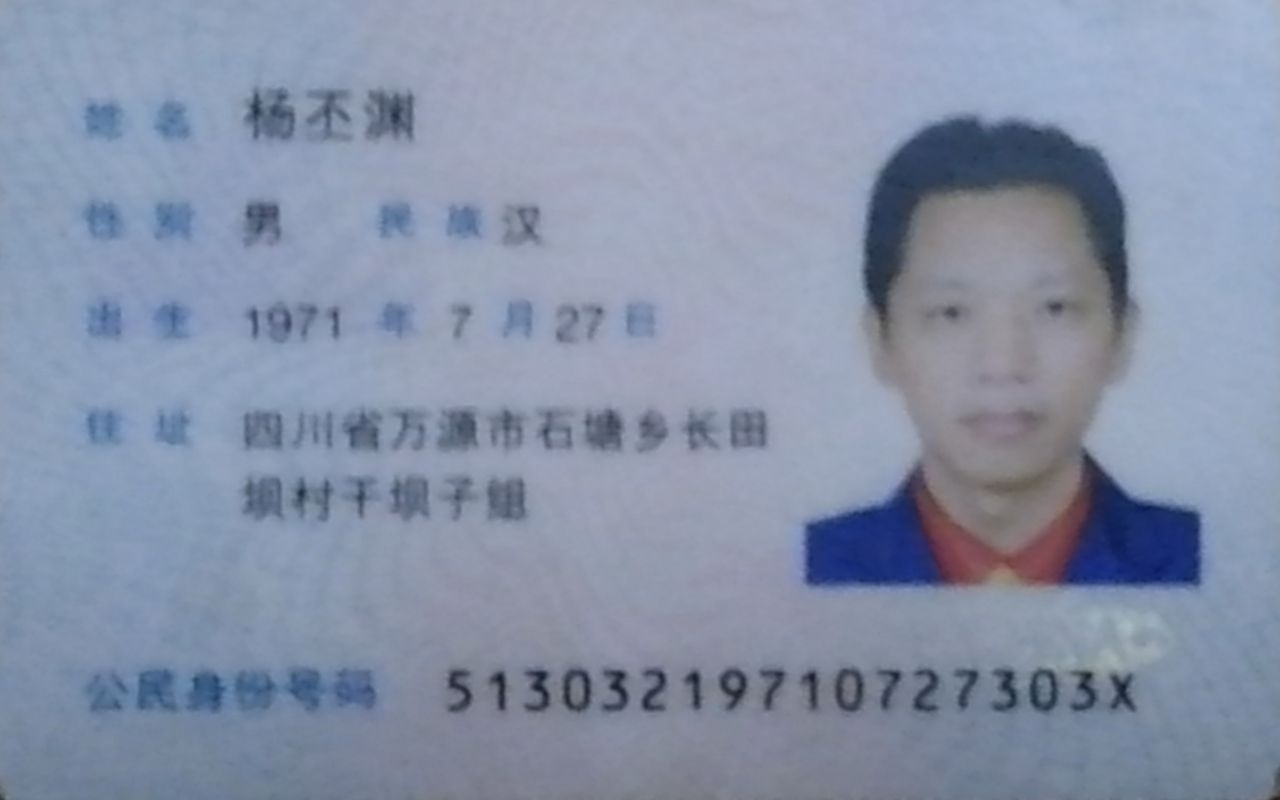 姓名 杨丕渊
性别 男 民族 汉
出生 1971 年 7 月 27 日
住址 四川省万源市石塘乡长田
坝村干坝子组
公民身份号码 51303219710727303X